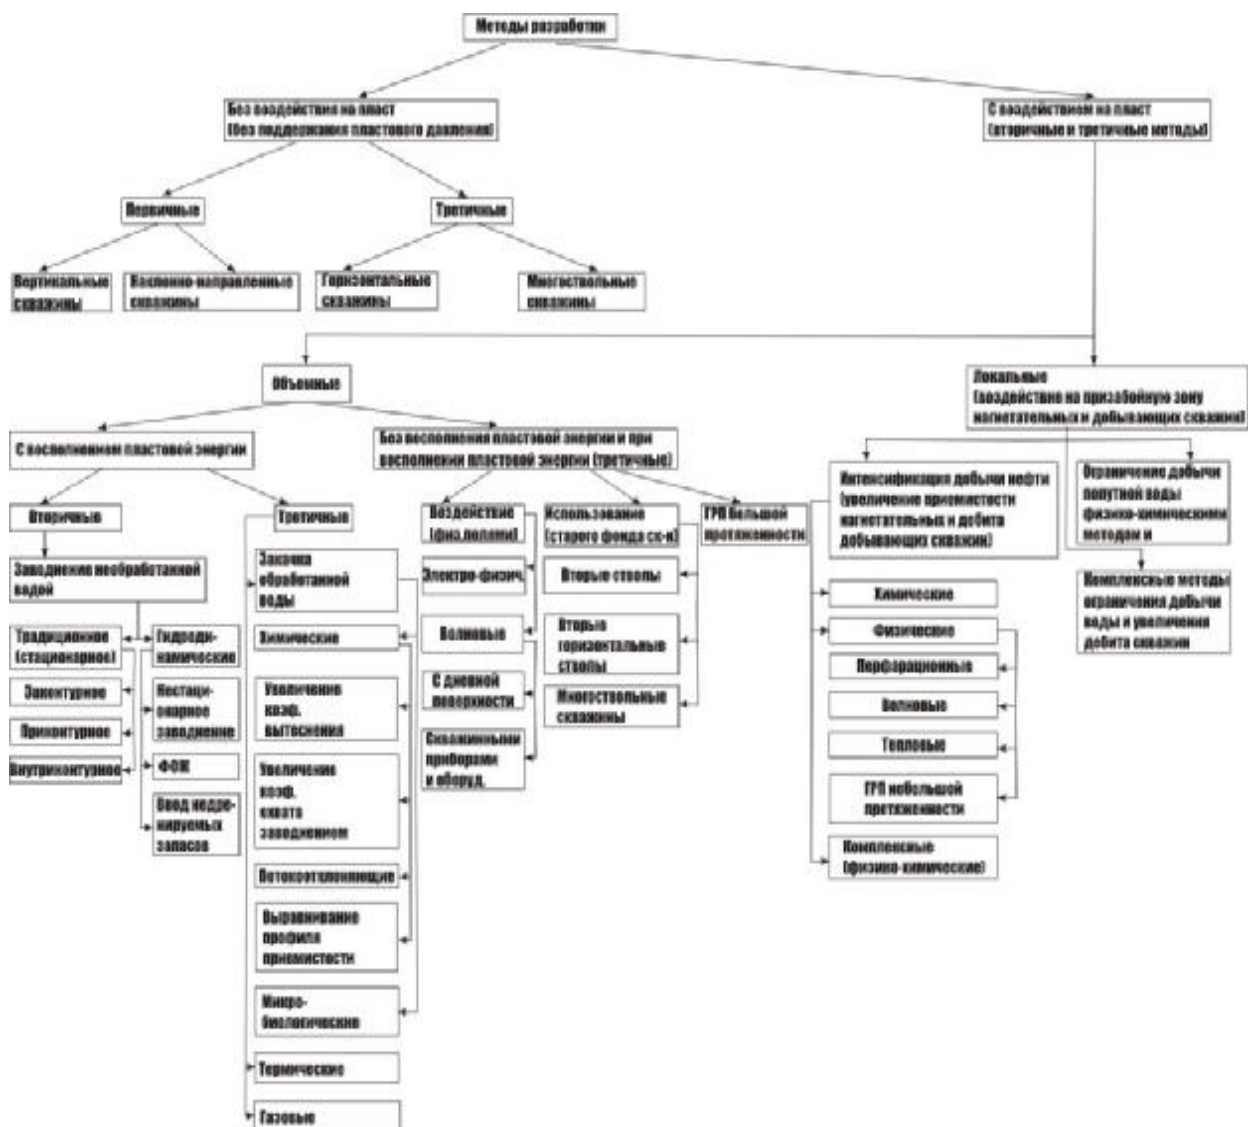 Методы разработки
Без воздействия на пласт
(без поддержания пластового давления)
С воздействием на пласт
(вторичные и третичные методы)
Первичные
Третичные
Вертикальные
скважины
Наклонно-направленные
скважины
Горизонтальные
скважины
Многоствольные
скважины
Объемные
Локальные
(воздействие на призабойную зону
нагнетательных и добывающих скважин)
С восполнением пластовой энергии
Без восполнения пластовой энергии и при
восполнении пластовой энергии (третичные)
Интенсификация добычи нефти
(увеличение приемистости
нагнетательных и дебита
добывающих скважин)
Ограничение добычи
попутной воды
физико-химическими
методам и
Комплексные методы
ограничения добычи
воды и увеличения
дебита скважин
Вторичные
Третичные
Воздействие
(физ.полями)
Использование
(старого фонда ск-н)
ГРП большой
протяженности
Заводнение необработанной
водой
Традиционное
(стационарное)
Законтурное
Приконтурное
Внутриконтурное
Гидроди-
намические
Нестаци-
онарное
заводнение
ФОЖ
Ввод недре-
нируемых
запасов
Закачка
обработанной
воды
Химические
Увеличение
коэф.
вытеснения
Увеличение
коэф.
охвата
заводнением
Потокоотклоняющие
Выравнивание
профиля
приемистости
Микро-
биологические
Термические
Газовые
Электро-физич.
Волновые
С дневной
поверхности
Скважинными
приборами
и оборуд.
Вторые стволы
Вторые
горизонтальные
стволы
Многоствольные
скважины
Химические
Физические
Перфарационные
Волновые
Тепловые
ГРП небольшой
протяженности
Комплексные
(физико-химические)